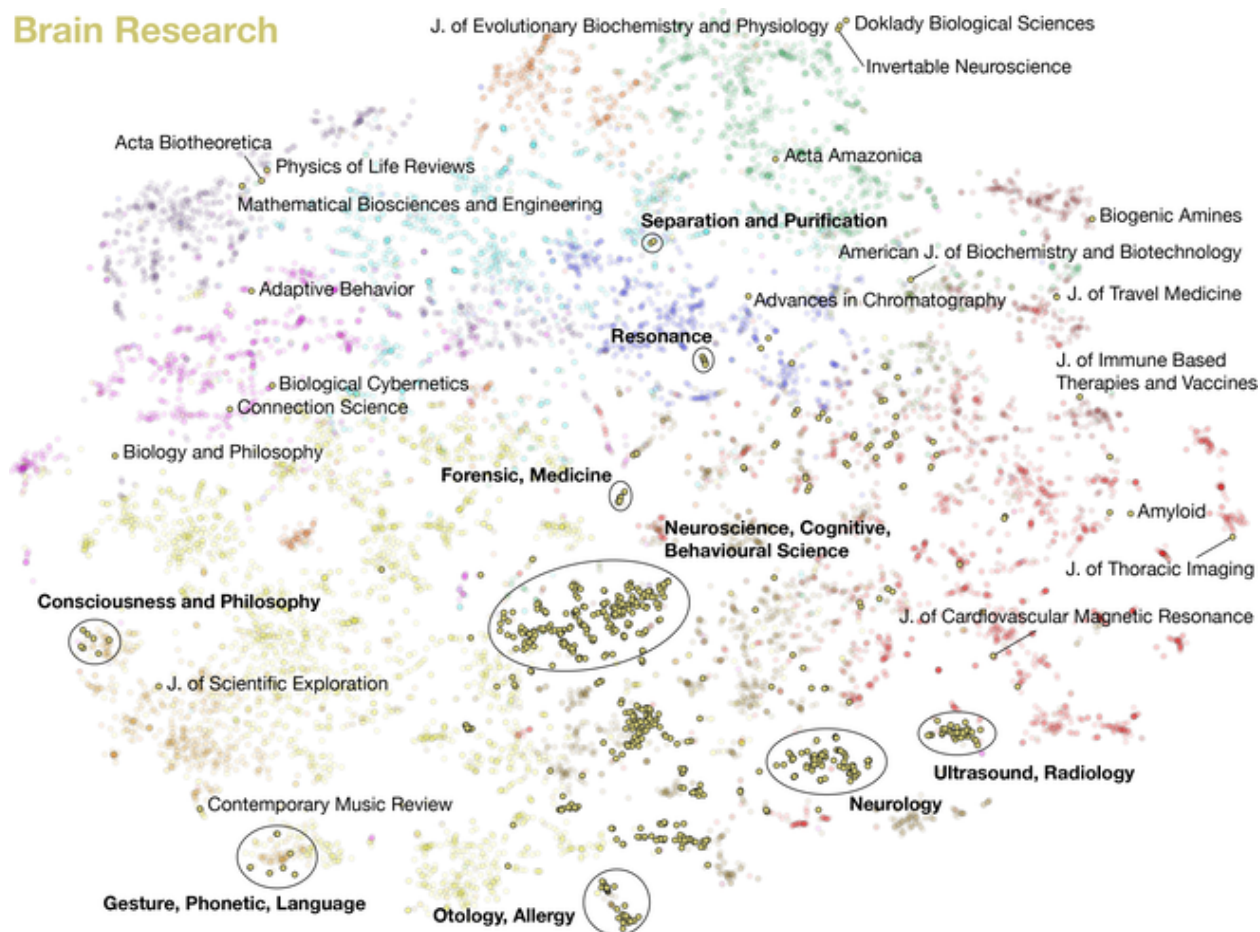 Brain Research
J. of Evolutionary Biochemistry and Physiology
Doklady Biological Sciences
Invertable Neuroscience
Acta Biotheoretica
Physics of Life Reviews
Acta Amazonica
Mathematical Biosciences and Engineering
Separation and Purification
Biogenic Amines
American J. of Biochemistry and Biotechnology
Adaptive Behavior
Advances in Chromatography
J. of Travel Medicine
Resonance
J. of Immune Based
Therapies and Vaccines
Biological Cybernetics
Connection Science
Biology and Philosophy
Forensic, Medicine
Neuroscience, Cognitive,
Behavioural Science
Amyloid
J. of Thoracic Imaging
Consciousness and Philosophy
J. of Cardiovascular Magnetic Resonance
J. of Scientific Exploration
Ultrasound, Radiology
Neurology
Contemporary Music Review
Gesture, Phonetic, Language
Otology, Allergy